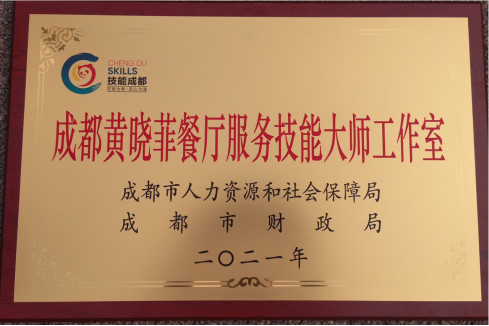 CHENG DU
SKILLS
技能成都
成都黄晓菲餐厅服务技能大师工作室
成都市人力资源和社会保障局
成都市财政局
二〇二一年